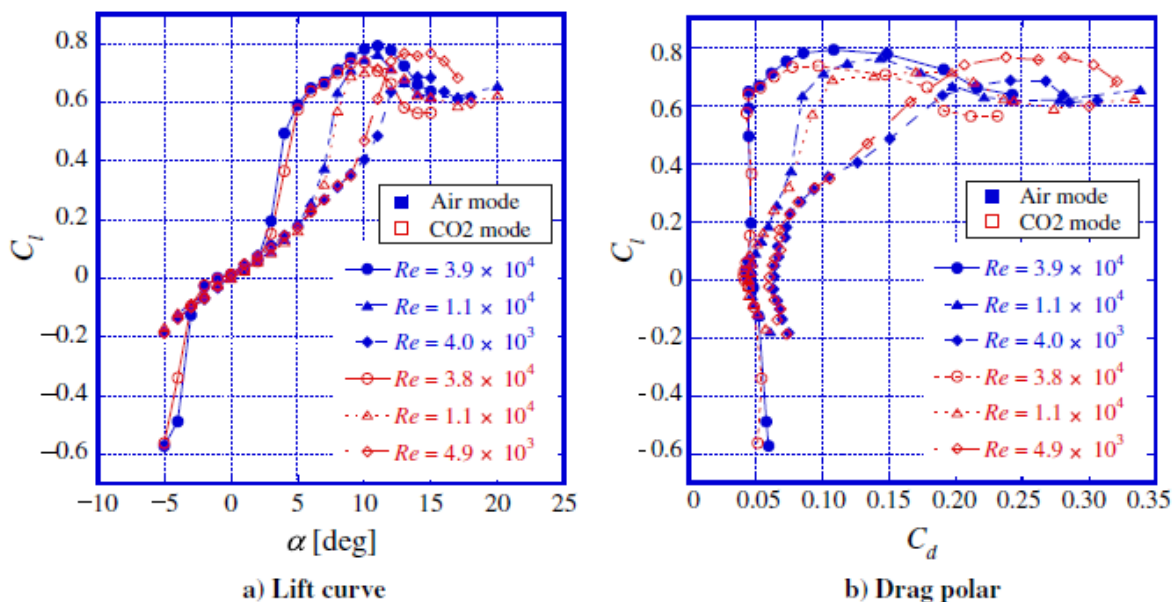 0.8
0.6
0.4
0.2
0
−0.2
−0.4
−0.6
−10
−5
0
5
10
15
20
25
C_l
α [deg]
Air mode
CO2 mode
Re = 3.9 × 10^4
Re = 1.1 × 10^4
Re = 4.0 × 10^3
Re = 3.8 × 10^4
Re = 1.1 × 10^4
Re = 4.9 × 10^3
a) Lift curve
0.8
0.6
0.4
0.2
0
-0.2
-0.4
-0.6
0
0.05
0.10
0.15
0.20
0.25
0.30
0.35
C_l
C_d
Air mode
CO2 mode
Re = 3.9 × 10^4
Re = 1.1 × 10^4
Re = 4.0 × 10^3
Re = 3.8 × 10^4
Re = 1.1 × 10^4
Re = 4.9 × 10^3
b) Drag polar